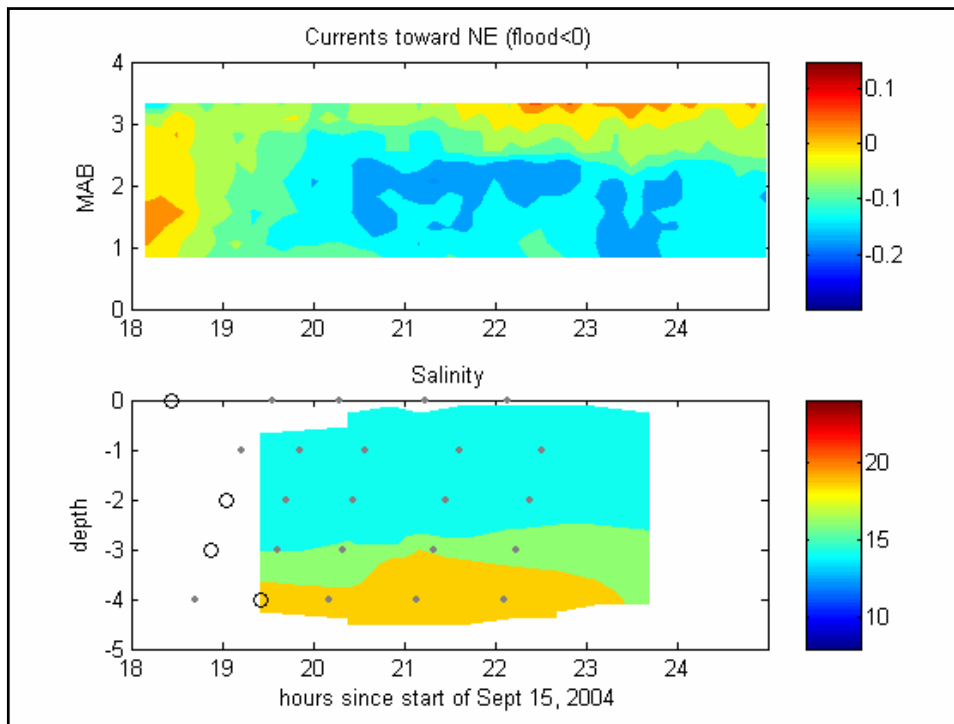 Currents toward NE (flood<0)
4
3
2
1
0
MAB
18 19 20 21 22 23 24
0.1
0
-0.1
-0.2
Salinity
0
-1
-2
-3
-4
-5
depth
18 19 20 21 22 23 24
hours since start of Sept 15, 2004
20
15
10